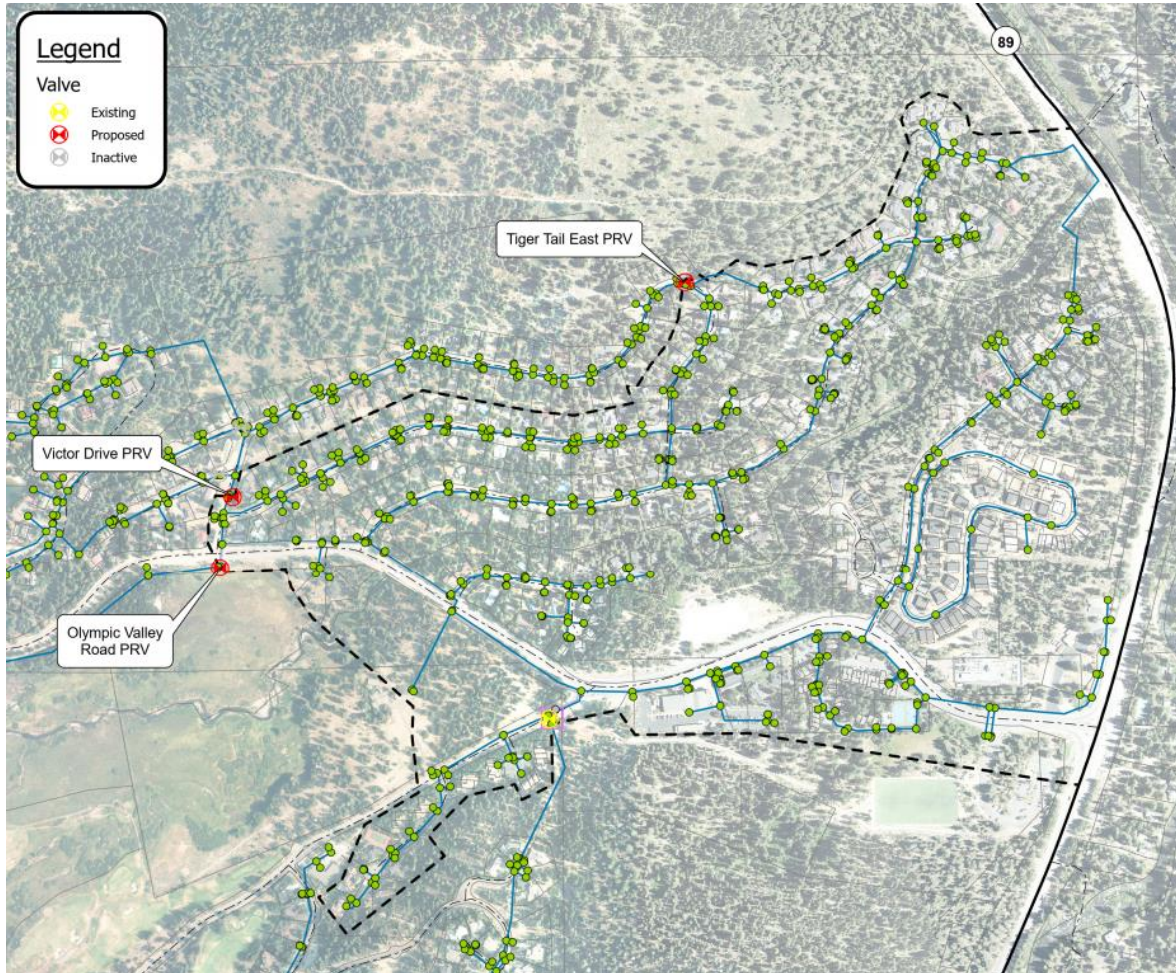 Legend
Valve
Existing
Proposed
Inactive
89
Tiger Tail East PRV
Victor Drive PRV
Olympic Valley
Road PRV